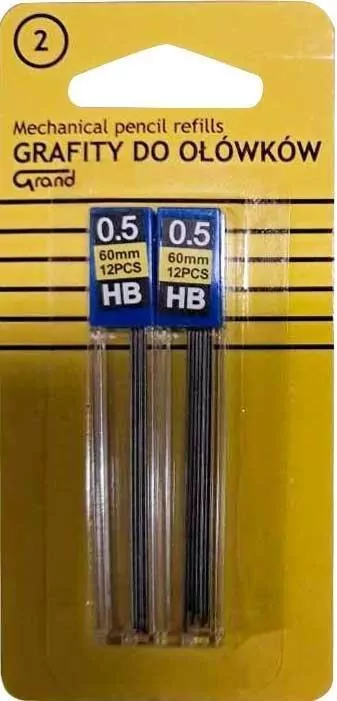 2
Mechanical pencil refills
GRAFITY DO OŁÓWKÓW
Grand
0.5
60mm
12PCS
HB
0.5
60mm
12PCS
HB